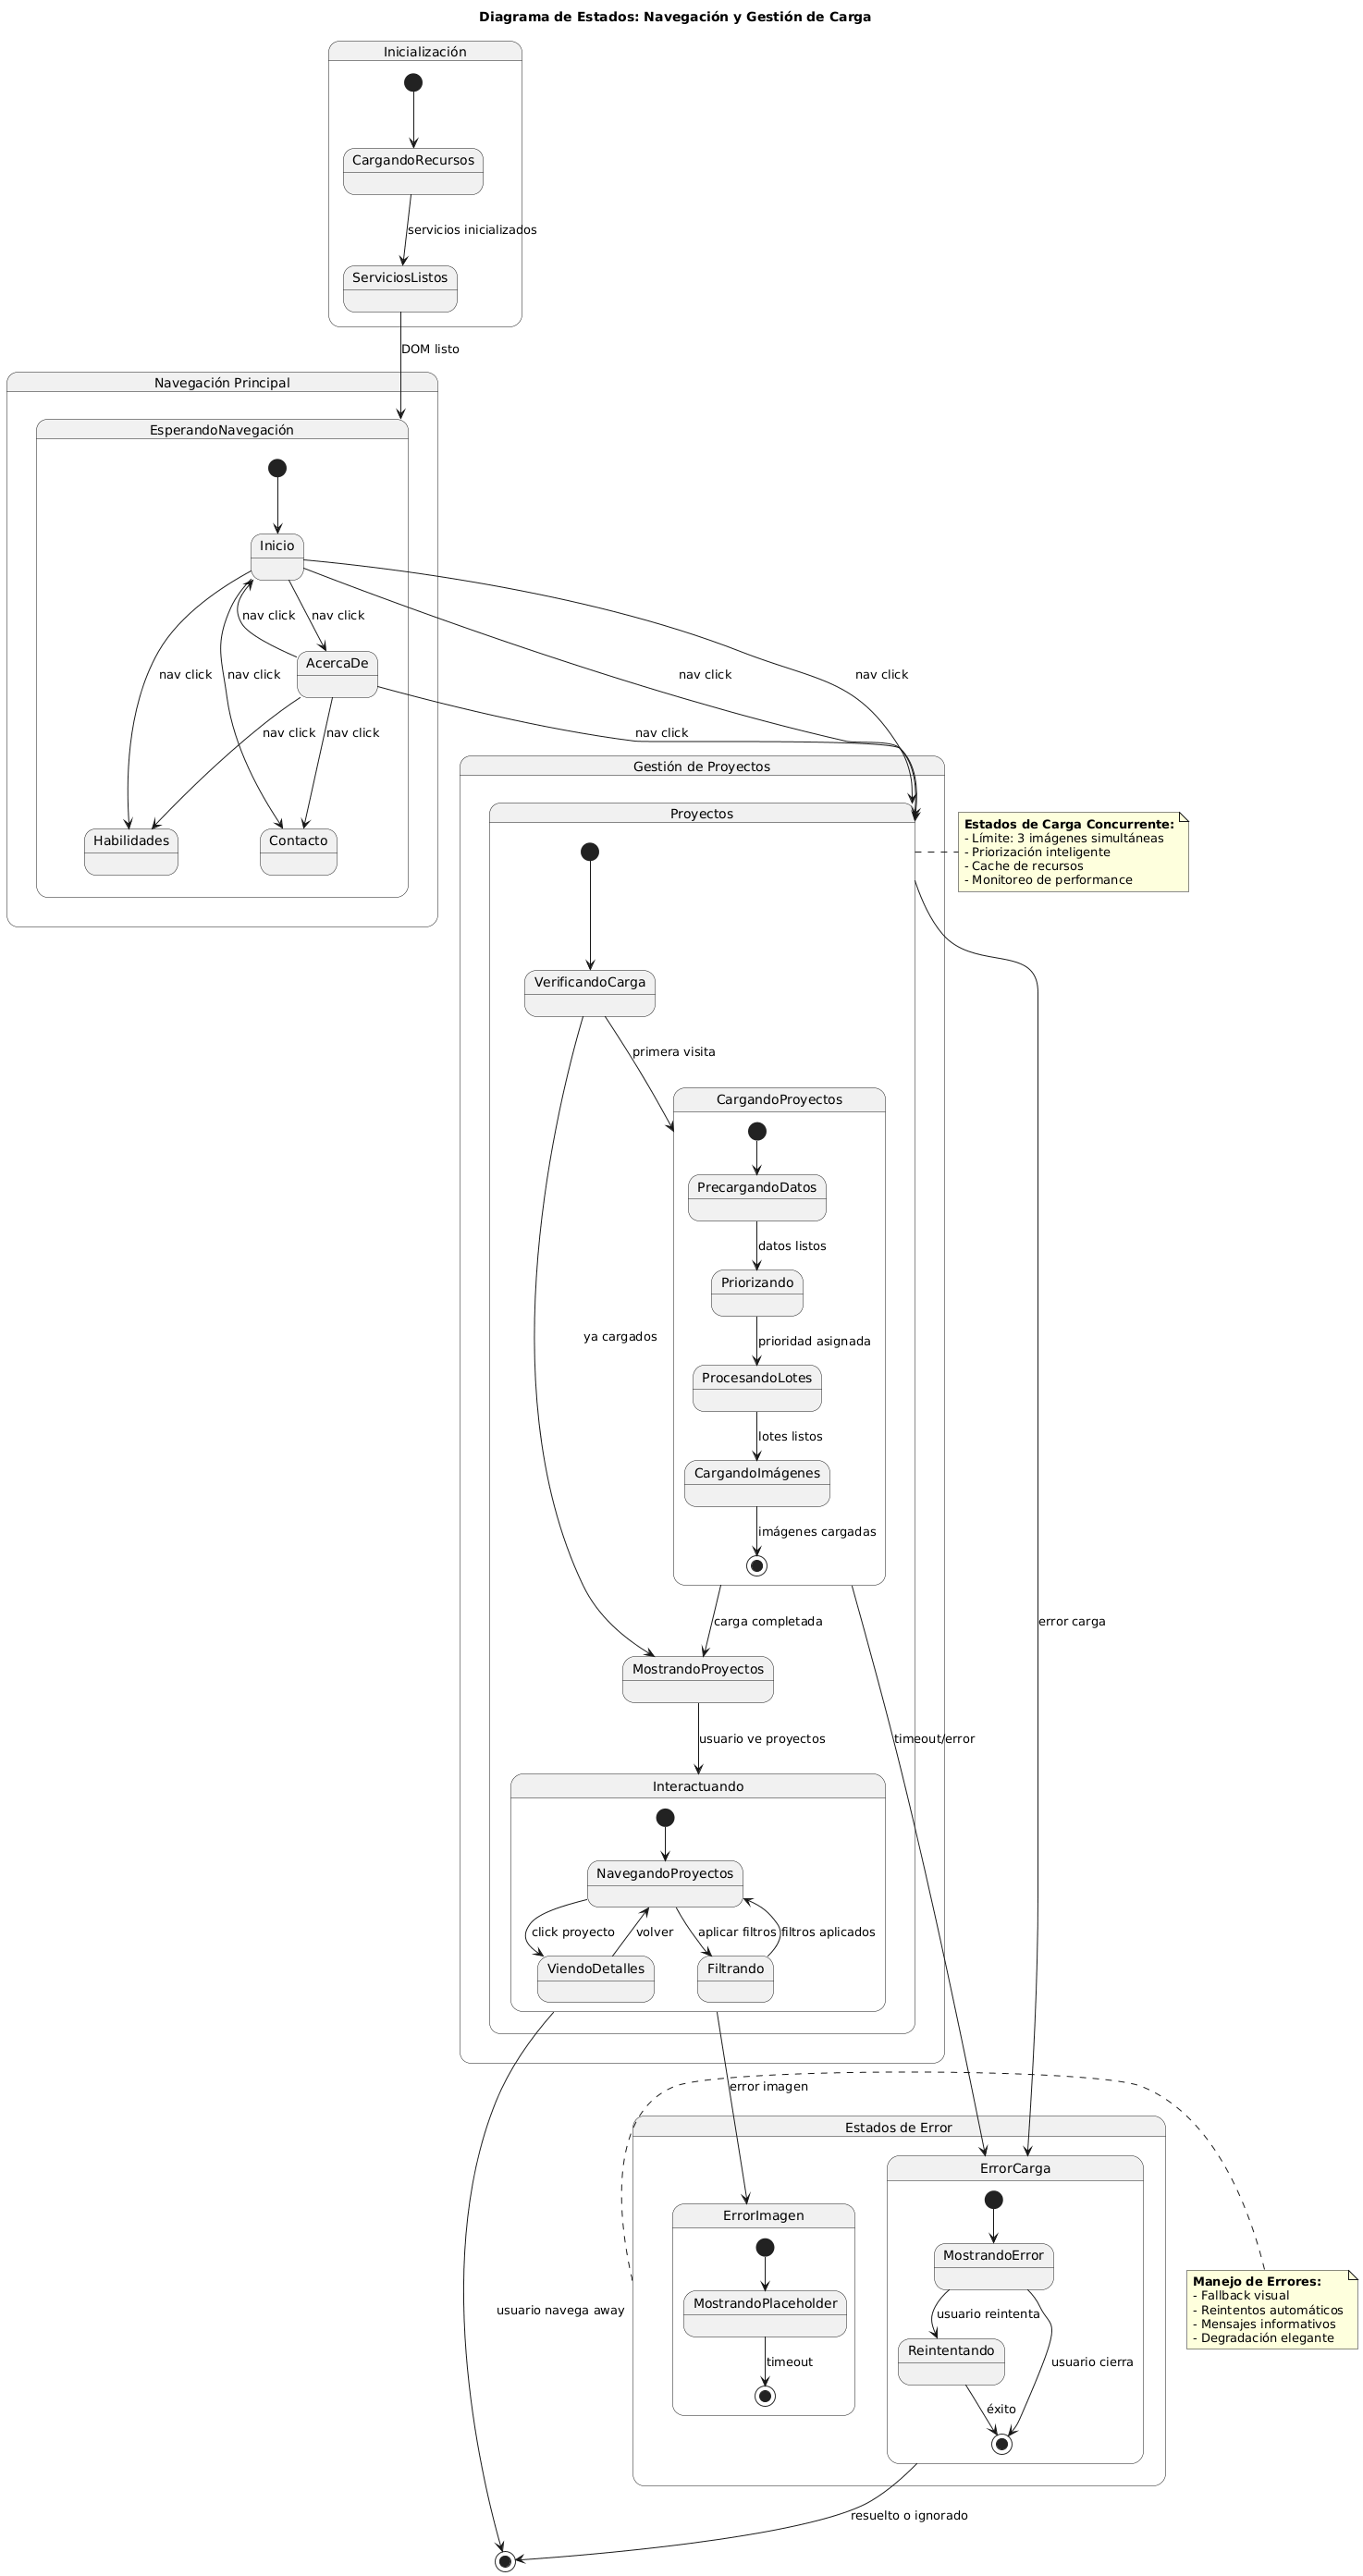 Diagrama de Estados: Navegación y Gestión de Carga
Inicialización
CargandoRecursos
servicios inicializados
ServiciosListos
DOM listo
Navegación Principal
EsperandoNavegación
Inicio
nav click
nav click
AcercaDe
nav click
nav click
nav click
nav click
nav click
nav click
nav click
Habilidades
Contacto
Gestión de Proyectos
Proyectos
Estados de Carga Concurrente:
- Límite: 3 imágenes simultáneas
- Priorización inteligente
- Cache de recursos
- Monitoreo de performance
VerificandoCarga
primera visita
CargandoProyectos
PrecargandoDatos
datos listos
Priorizando
ya cargados
prioridad asignada
ProcesandoLotes
lotes listos
CargandoImágenes
imágenes cargadas
carga completada
error carga
MostrandoProyectos
usuario ve proyectos
timeout/error
Interactuando
NavegandoProyectos
click proyecto
volver
aplicar filtros
filtros aplicados
ViendoDetalles
Filtrando
error imagen
Estados de Error
ErrorCarga
ErrorImagen
MostrandoError
MostrandoPlaceholder
usuario navega away
usuario reintenta
Manejo de Errores:
- Fallback visual
- Reintentos automáticos
- Mensajes informativos
- Degradación elegante
Reintentando
timeout
usuario cierra
éxito
resuelto o ignorado